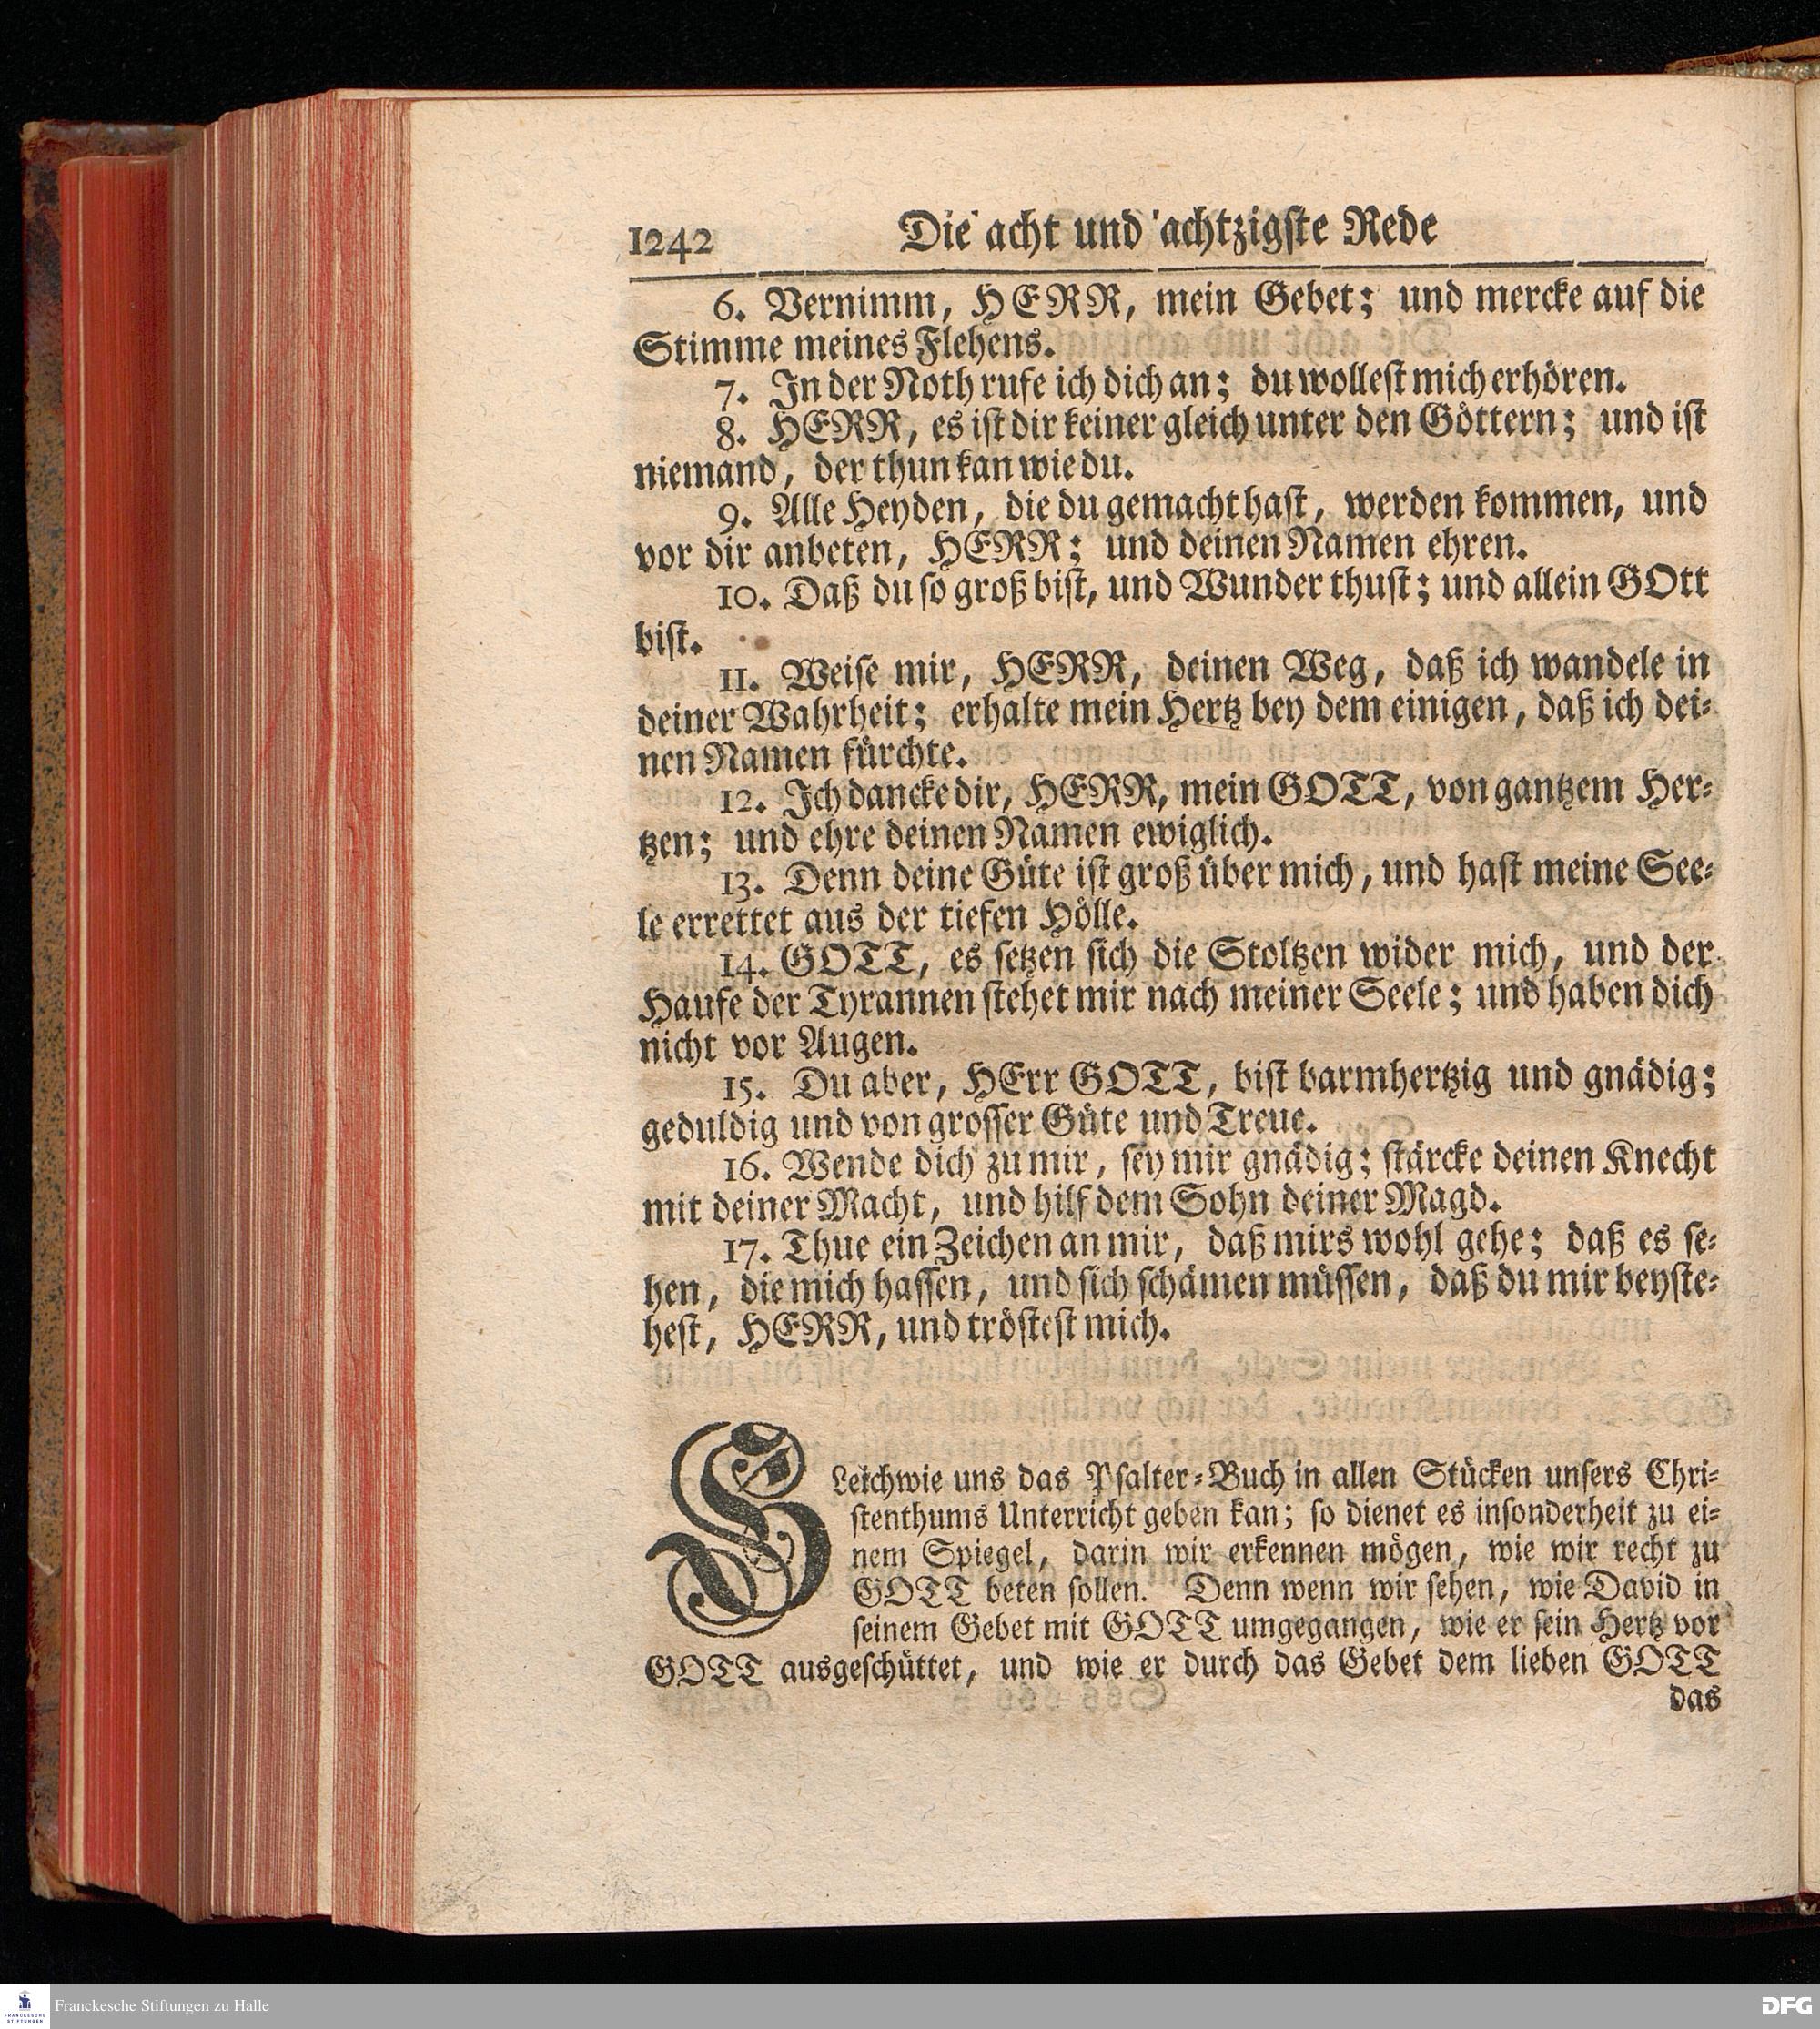 1242 Die acht und achtzigste Rede
6. Vernimm, HERR, mein Gebet; und mercke auf die
Stimme meines Flehens.
7. In der Noth rufe ich dich an; du wollest mich erhören.
8. HERR, es ist dir keiner gleich unter den Göttern; und ist
niemand, der thun kan wie du.
9. Alle Heyden, die du gemacht hast, werden kommen, und
vor dir anbeten, HERR; und deinen Namen ehren.
10. Daß du so groß bist, und Wunder thust; und allein GOtt
bist.
11. Weise mir, HERR, deinen Weg, daß ich wandele in
deiner Wahrheit; erhalte mein Hertz bey dem einigen, daß ich dei-
nen Namen fürchte.
12. Ich dancke dir, HERR, mein GOTT, von gantzem Her-
tzen; und ehre deinen Namen ewiglich.
13. Denn deine Güte ist groß über mich, und hast meine See-
le errettet aus der tiefen Hölle.
14. GOTT, es setzen sich die Stoltzen wider mich, und der
Haufe der Tyrannen stehet mir nach meiner Seele; und haben dich
nicht vor Augen.
15. Du aber, HErr GOTT, bist barmhertzig und gnädig;
geduldig und von grosser Güte und Treue.
16. Wende dich zu mir, sey mir gnädig; stärcke deinen Knecht
mit deiner Macht, und hilf dem Sohn deiner Magd.
17. Thue ein Zeichen an mir, daß mirs wohl gehe; daß es se-
hen, die mich hassen, und sich schämen müssen, daß du mir beyste-
hest, HERR, und tröstest mich.
GLeichwie uns das Psalter-Buch in allen Stücken unsers Chri-
stenthums Unterricht geben kan; so dienet es insonderheit zu ei-
nem Spiegel, darin wir erkennen mögen, wie wir recht zu
GOTT beten sollen. Denn wenn wir sehen, wie David in
seinem Gebet mit GOTT umgegangen, wie er sein Hertz vor
GOTT ausgeschüttet, und wie er durch das Gebet dem lieben GOTT
das
FRANCKESCHE STIFTUNGEN
Franckesche Stiftungen zu Halle
DFG